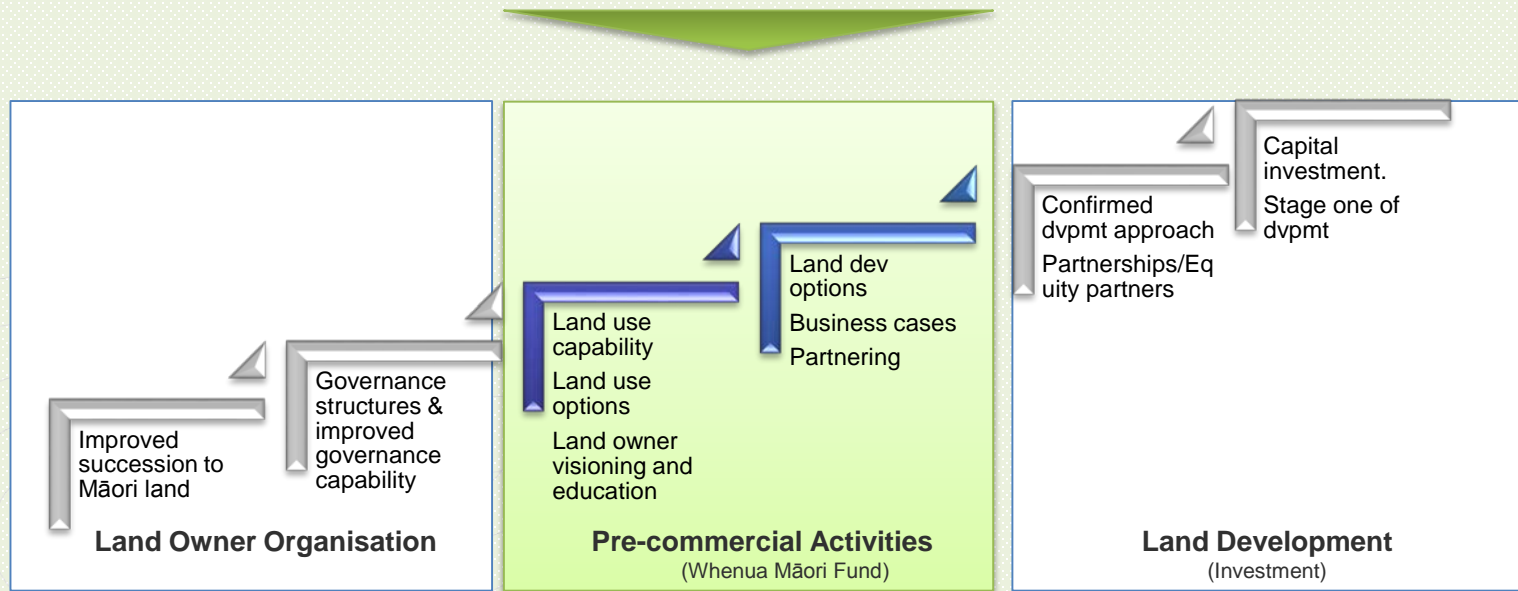 Improved
succession to
Māori land
Governance
structures &
improved
governance
capability
Land Owner Organisation
Land use
capability
Land use
options
Land owner
visioning and
education
Land dev
options
Business cases
Partnering
Pre-commercial Activities
(Whenua Māori Fund)
Confirmed
dvpmt approach
Partnerships/Eq
uity partners
Capital
investment.
Stage one of
dvpmt
Land Development
(Investment)